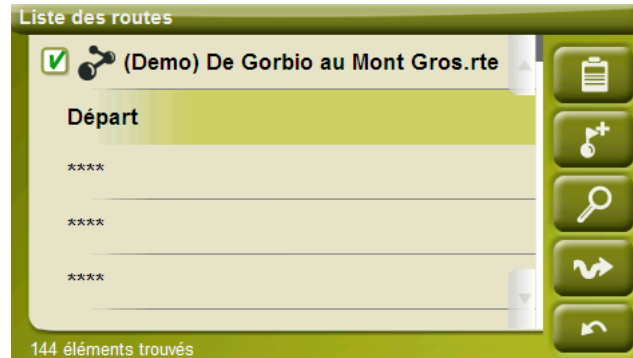 Liste des routes
(Demo) De Gorbio au Mont Gros.rte
Départ
****
****
****
144 éléments trouvés